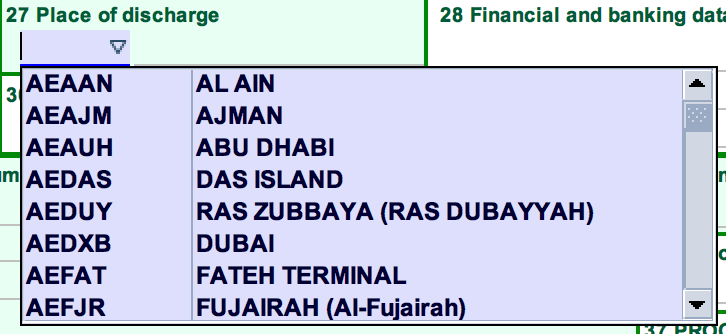 27 Place of discharge
28 Financial and banking data
AEAAN AL AIN
AEAJM AJMAN
AEAUH ABU DHABI
AEDAS DAS ISLAND
AEDUY RAS ZUBBAYA (RAS DUBAYYAH)
AEDXB DUBAI
AEFAT FATEH TERMINAL
AEFJR FUJAIRAH (Al-Fujairah)